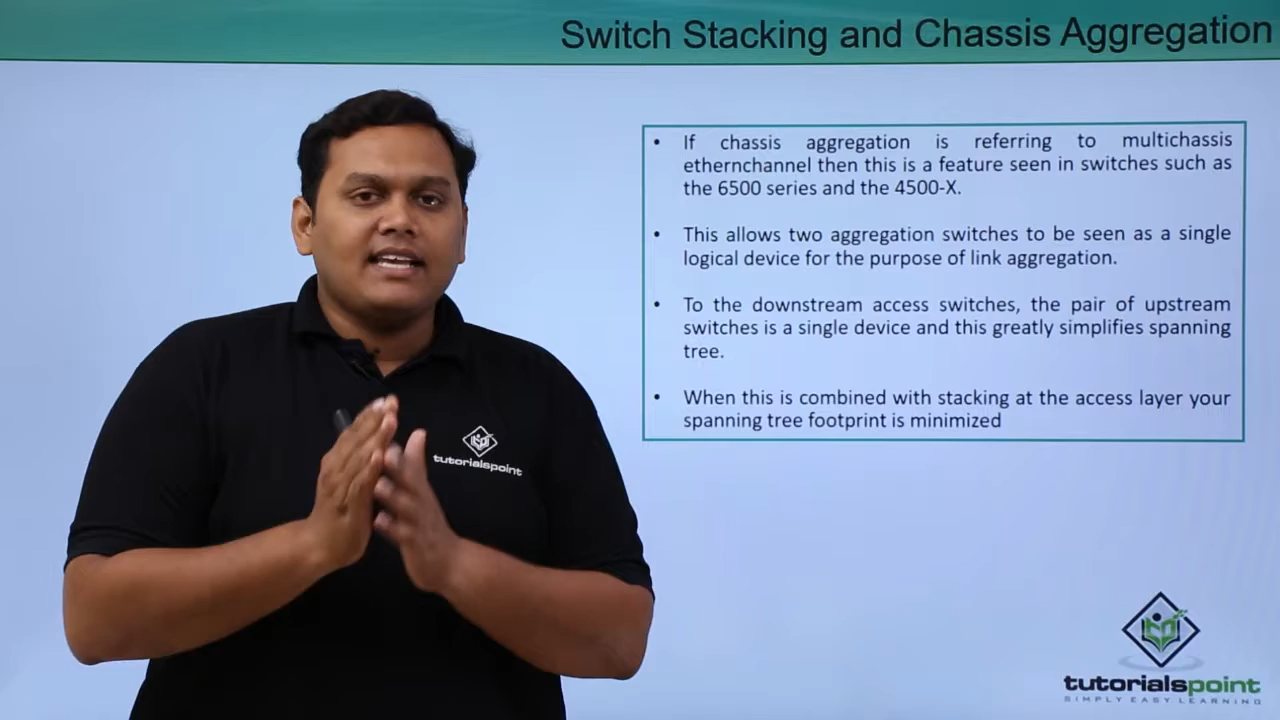 Switch Stacking and Chassis Aggregation
• If chassis aggregation is referring to multichassis
ethernchannel then this is a feature seen in switches such as
the 6500 series and the 4500-X.
• This allows two aggregation switches to be seen as a single
logical device for the purpose of link aggregation.
• To the downstream access switches, the pair of upstream
switches is a single device and this greatly simplifies spanning
tree.
• When this is combined with stacking at the access layer your
spanning tree footprint is minimized
tutorialspoint
tutorialspoint
SIMPLY EASY LEARNING